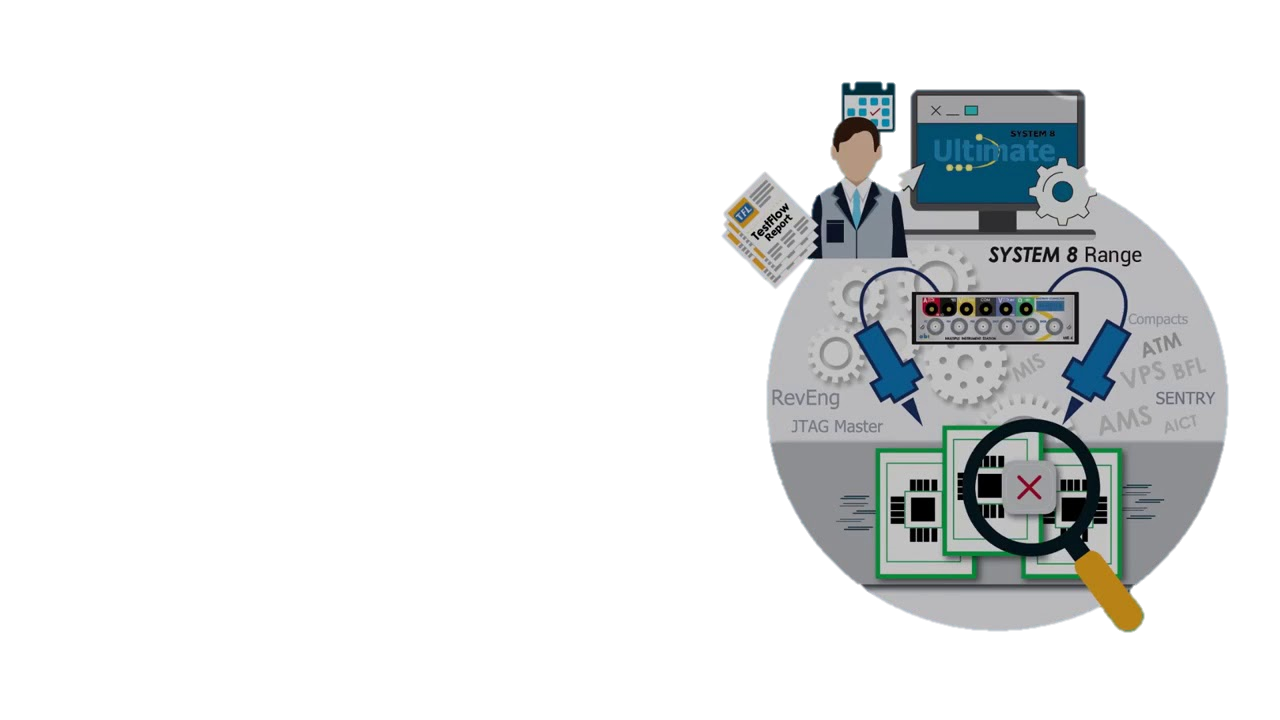 SYSTEM 8
Ultimate
TFL
TestFlow
Report
SYSTEM 8 Range
Compacts
ATM
MIS
VPS
BFL
RevEng
SENTRY
JTAG Master
AMS
AICT